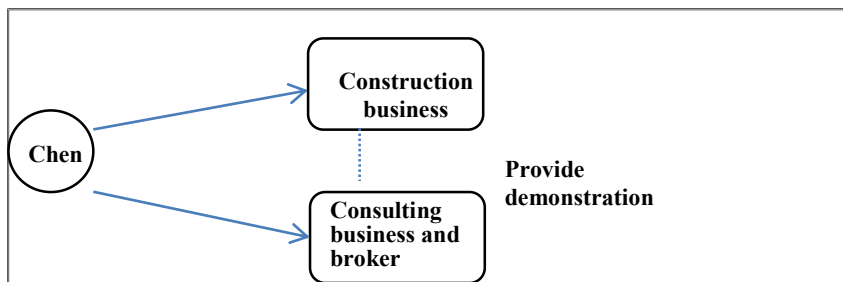 Construction
business
Chen
Provide
demonstration
Consulting
business and
broker